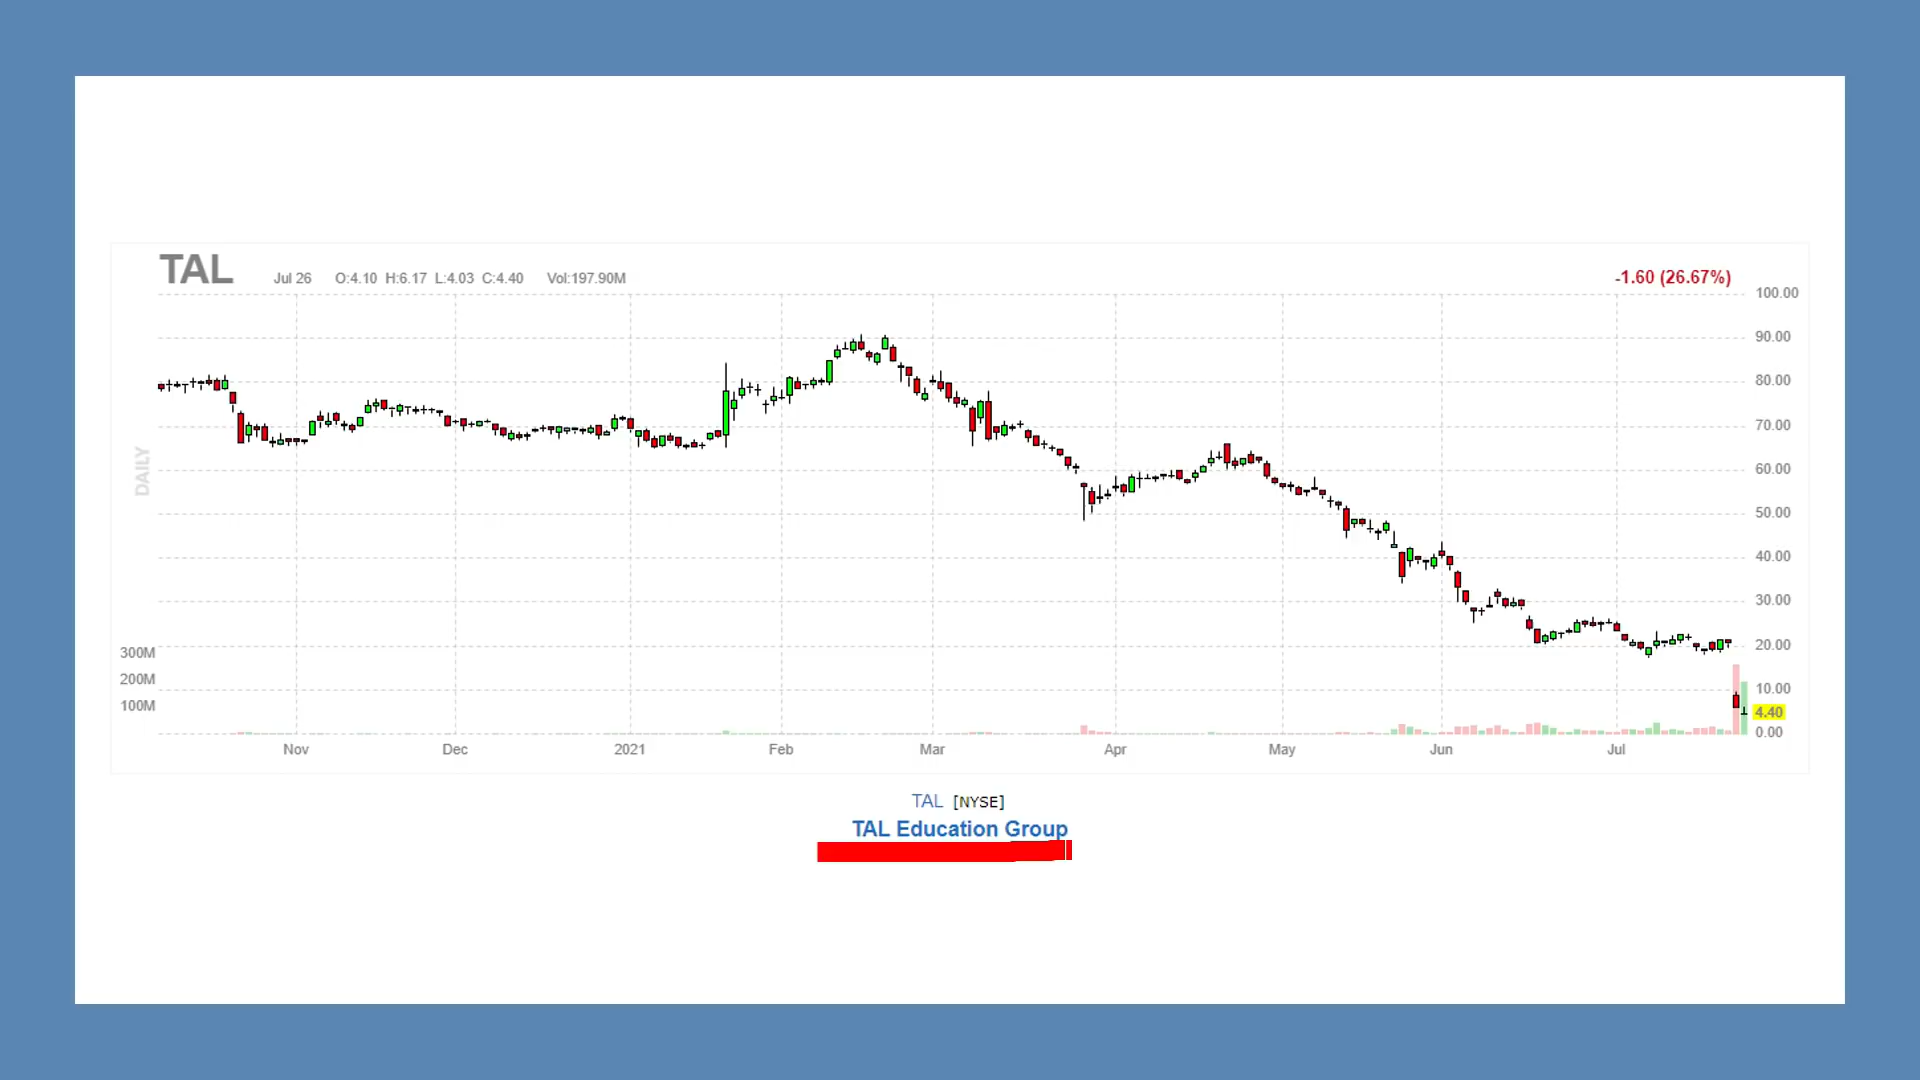 TAL Jul 26 O:4.10 H:6.17 L:4.03 C:4.40 Vol:197.90M -1.60 (26.67%)
100.00
90.00
80.00
70.00
60.00
50.00
40.00
30.00
20.00
10.00
4.40
0.00
DAILY
300M
200M
100M
Nov Dec 2021 Feb Mar Apr May Jun Jul
TAL [NYSE]
TAL Education Group